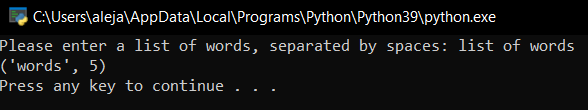 C:\Users\aleja\AppData\Local\Programs\Python\Python39\python.exe
Please enter a list of words, separated by spaces: list of words
('words', 5)
Press any key to continue . . .